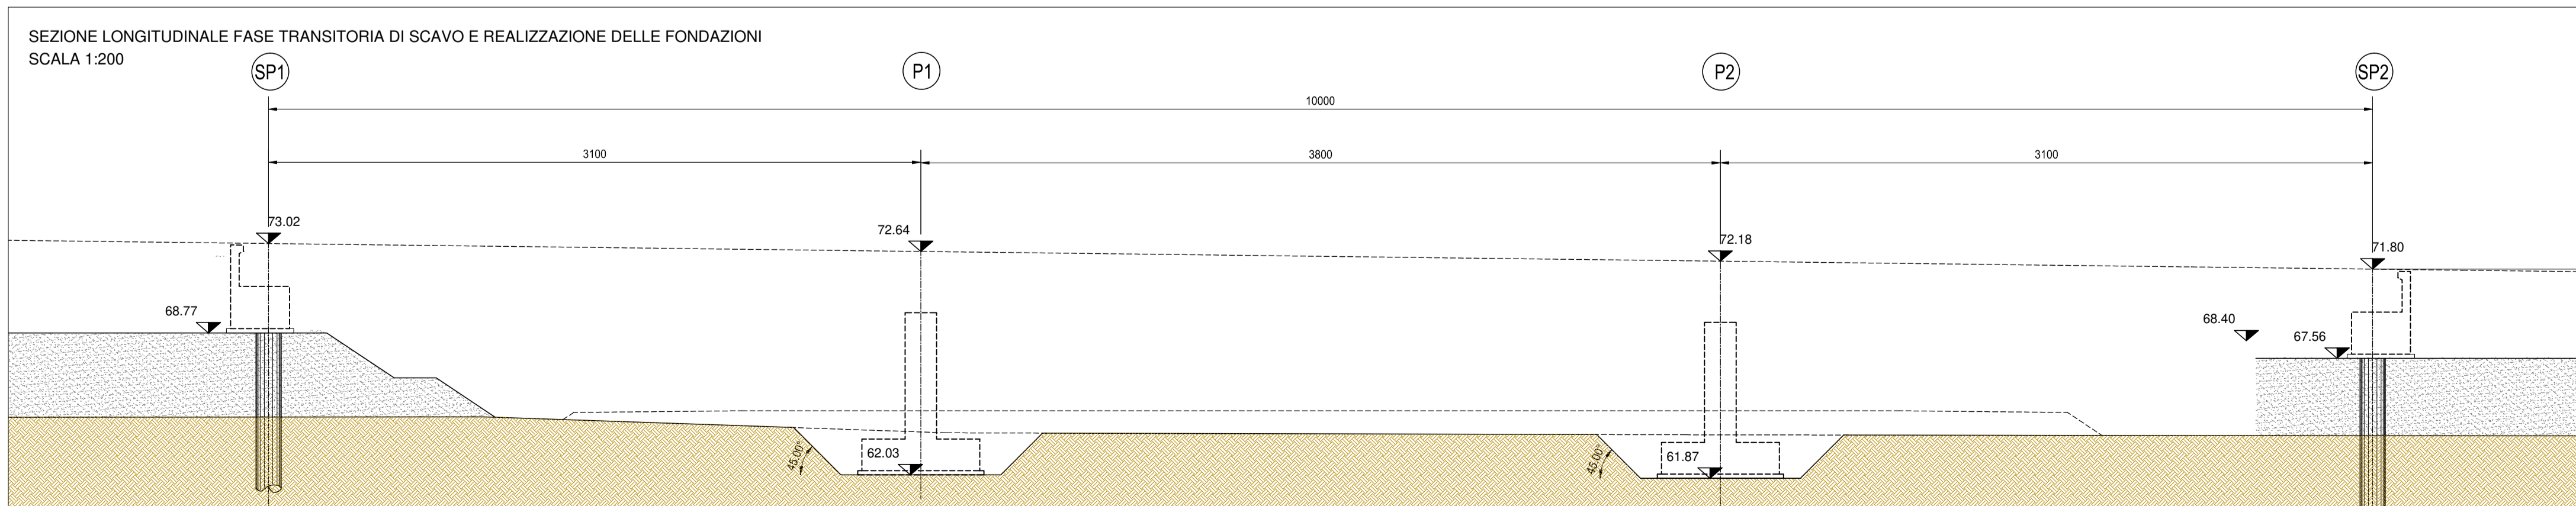 SEZIONE LONGITUDINALE FASE TRANSITORIA DI SCAVO E REALIZZAZIONE DELLE FONDAZIONI
SCALA 1:200
SP1
P1
P2
SP2
10000
3100
3800
3100
73.02
72.64
72.18
71.80
68.77
68.40
67.56
45.00°
62.03
45.00°
61.87